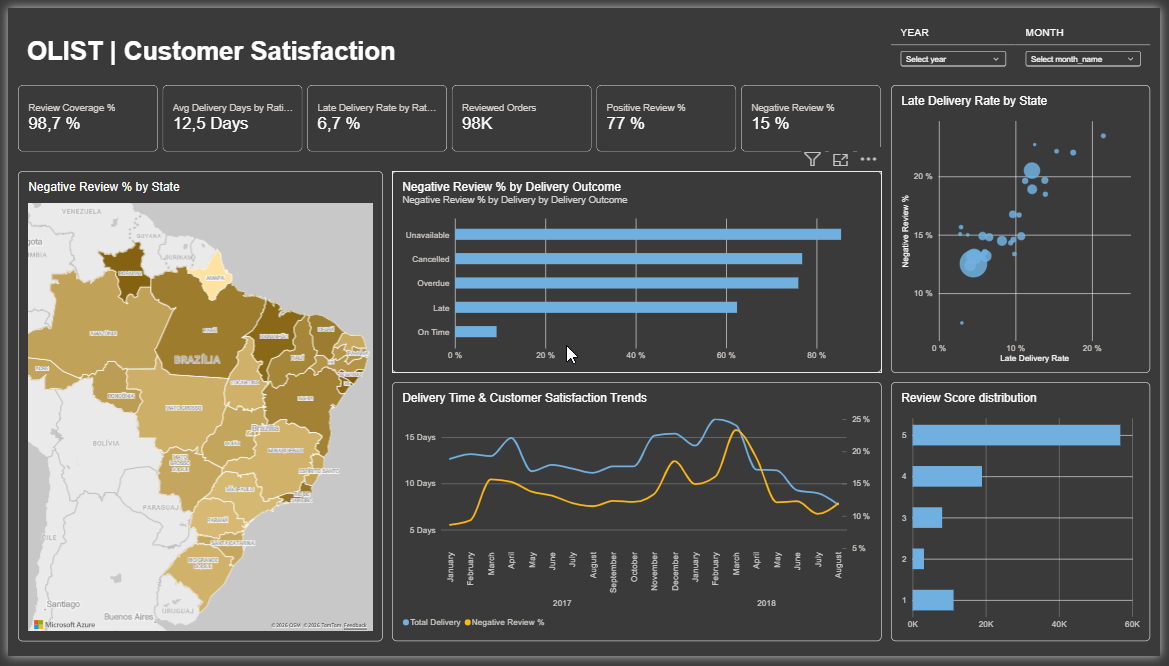 OLIST | Customer Satisfaction
YEAR
MONTH
Select year
Select month_name
Review Coverage %
98,7 %
Avg Delivery Days by Rati...
12,5 Days
Late Delivery Rate by Rat...
6,7 %
Reviewed Orders
98K
Positive Review %
77 %
Negative Review %
15 %
Negative Review % by State
VENEZUELA
GUYANA
SURINAME
AMAPÁ
BRAZÍLIA
Brazília
BOLÍVIA
PARAGUAJ
URUGUAJ
Santiago
Buenos Aires
Microsoft Azure
© 2026 OSM © 2026 TomTom Feedback
Negative Review % by Delivery Outcome
Negative Review % by Delivery by Delivery Outcome
Unavailable
Cancelled
Overdue
Late
On Time
0 % 20 % 40 % 60 % 80 %
Late Delivery Rate by State
Negative Review %
20 %
15 %
10 %
0 % 10 % 20 %
Late Delivery Rate
Delivery Time & Customer Satisfaction Trends
15 Days
10 Days
5 Days
25 %
20 %
15 %
10 %
5 %
January February March April May June July August September October November December January February March April May June July August
2017 2018
Total Delivery Negative Review %
Review Score distribution
5
4
3
2
1
0K 20K 40K 60K